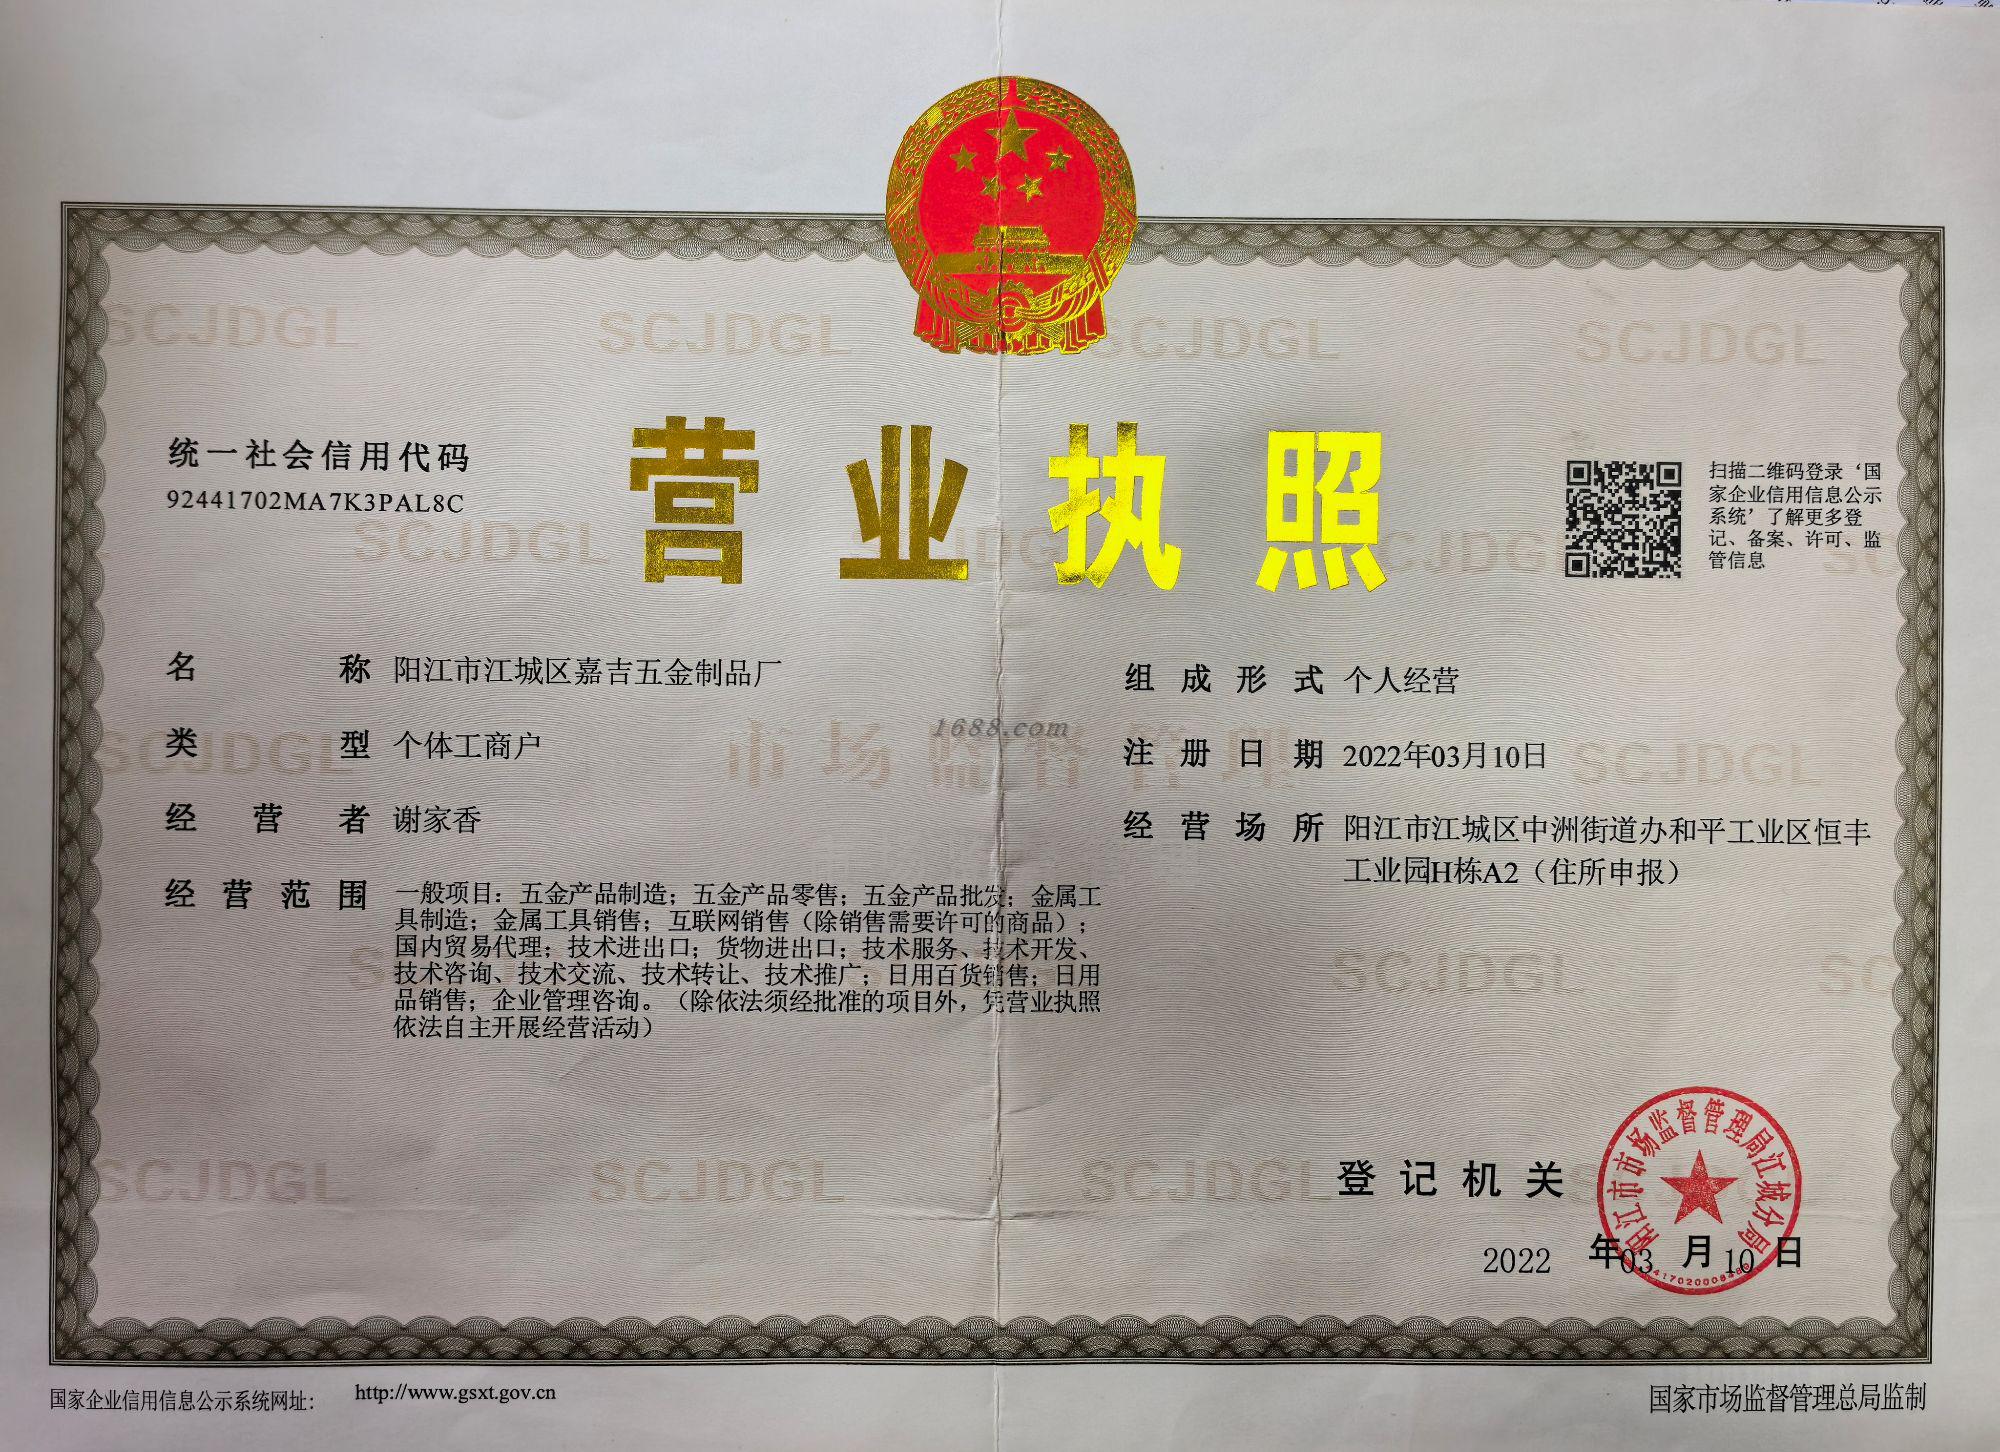 营业执照
统一社会信用代码
92441702MA7K3PAL8C
扫描二维码登录‘国
家企业信用信息公示
系统’了解更多登
记、备案、许可、监
管信息
名称 阳江市江城区嘉吉五金制品厂
类型 个体工商户
经营者 谢家香
经营范围 一般项目：五金产品制造；五金产品零售；五金产品批发；金属工
具制造；金属工具销售；互联网销售（除销售需要许可的商品）；
国内贸易代理；技术进出口；货物进出口；技术服务、技术开发、
技术咨询、技术交流、技术转让、技术推广；日用百货销售；日用
品销售；企业管理咨询。（除依法须经批准的项目外，凭营业执照
依法自主开展经营活动）
组成形式 个人经营
注册日期 2022年03月10日
经营场所 阳江市江城区中洲街道办和平工业区恒丰
工业园H栋A2（住所申报）
1688.com
市场监督管理
SCJDGL
登记机关
阳江市市场监督管理局江城分局
2022年03月10日
国家企业信用信息公示系统网址： http://www.gsxt.gov.cn
国家市场监督管理总局监制